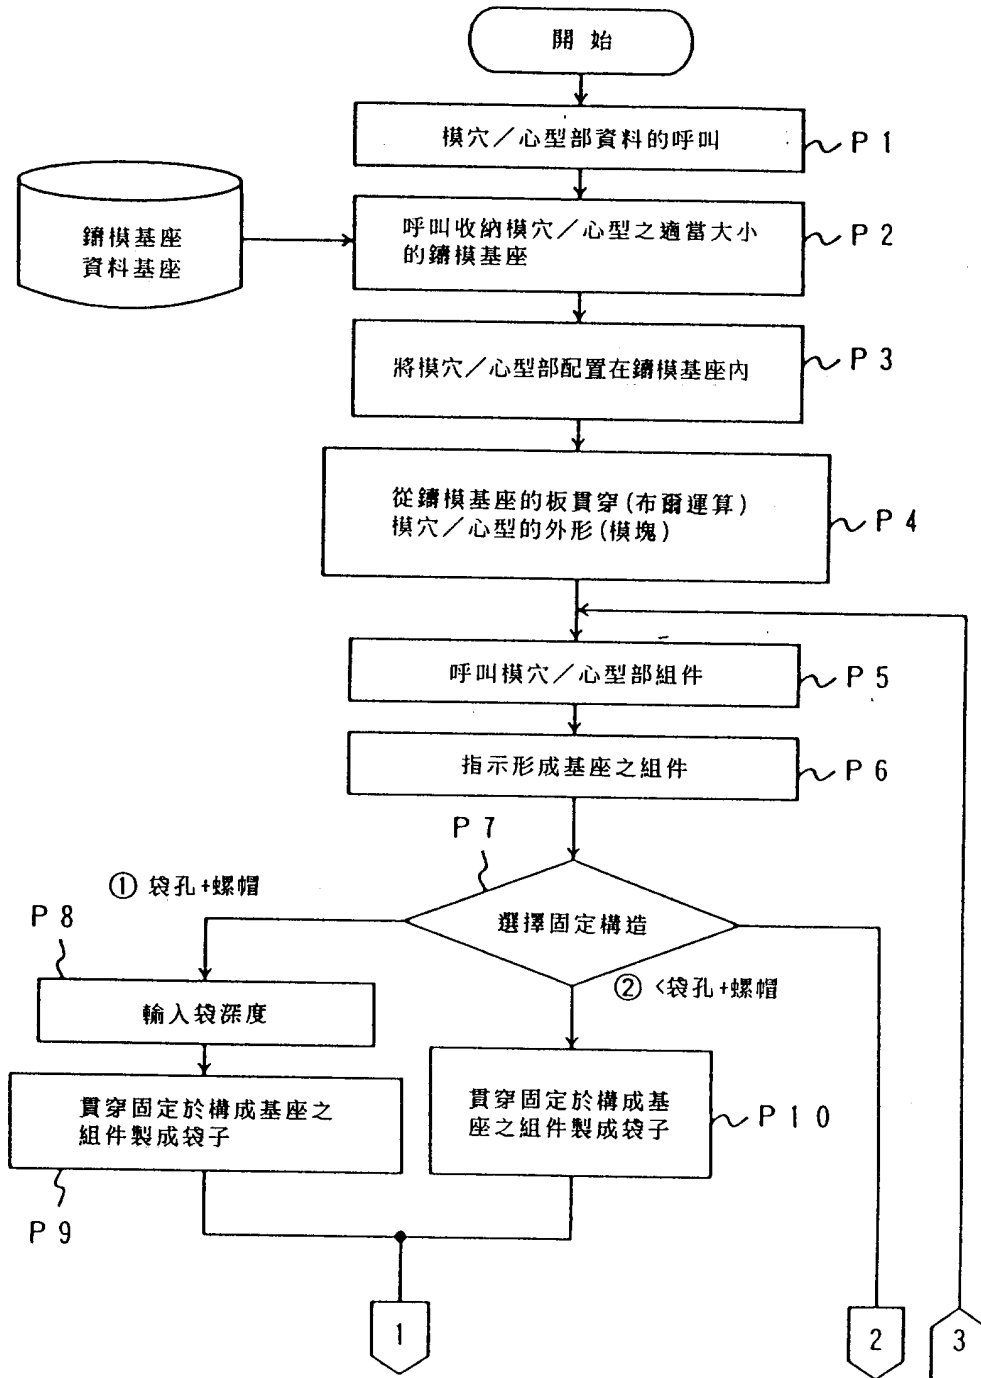 開始
模穴／心型部資料的呼叫
P1
鑄模基座
資料基座
呼叫收納模穴／心型之適當大小
的鑄模基座
P2
將模穴／心型部配置在鑄模基座內
P3
從鑄模基座的板貫穿(布爾運算)
模穴／心型的外形(模塊)
P4
呼叫模穴／心型部組件
P5
指示形成基座之組件
P6
P7
選擇固定構造
① 袋孔+螺帽
P8
輸入袋深度
② <袋孔+螺帽
貫穿固定於構成基座之
組件製成袋子
P9
貫穿固定於構成基
座之組件製成袋子
P10
1
2
3